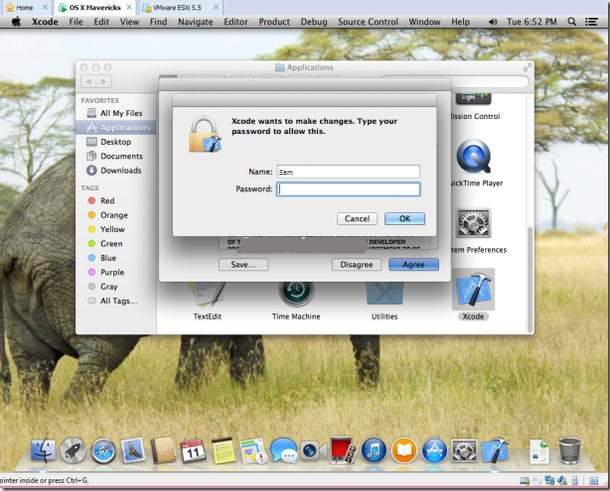 Home
OS X Mavericks
VMware ESXi 5.5
Xcode File Edit View Find Navigate Editor Product Debug Source Control Window Help Tue 6:52 PM
Applications
FAVORITES
All My Files
Applications
Desktop
Documents
Downloads
TAGS
Red
Orange
Yellow
Green
Blue
Purple
Gray
All Tags...
Xcode wants to make changes. Type your
password to allow this.
Name: Sam
Password:
Cancel OK
Mission Control
QuickTime Player
tem Preferences
OF T DEVELOPER
Save... Disagree Agree
TextEdit Time Machine Utilities Xcode
11
ointer inside or press Ctrl+G.